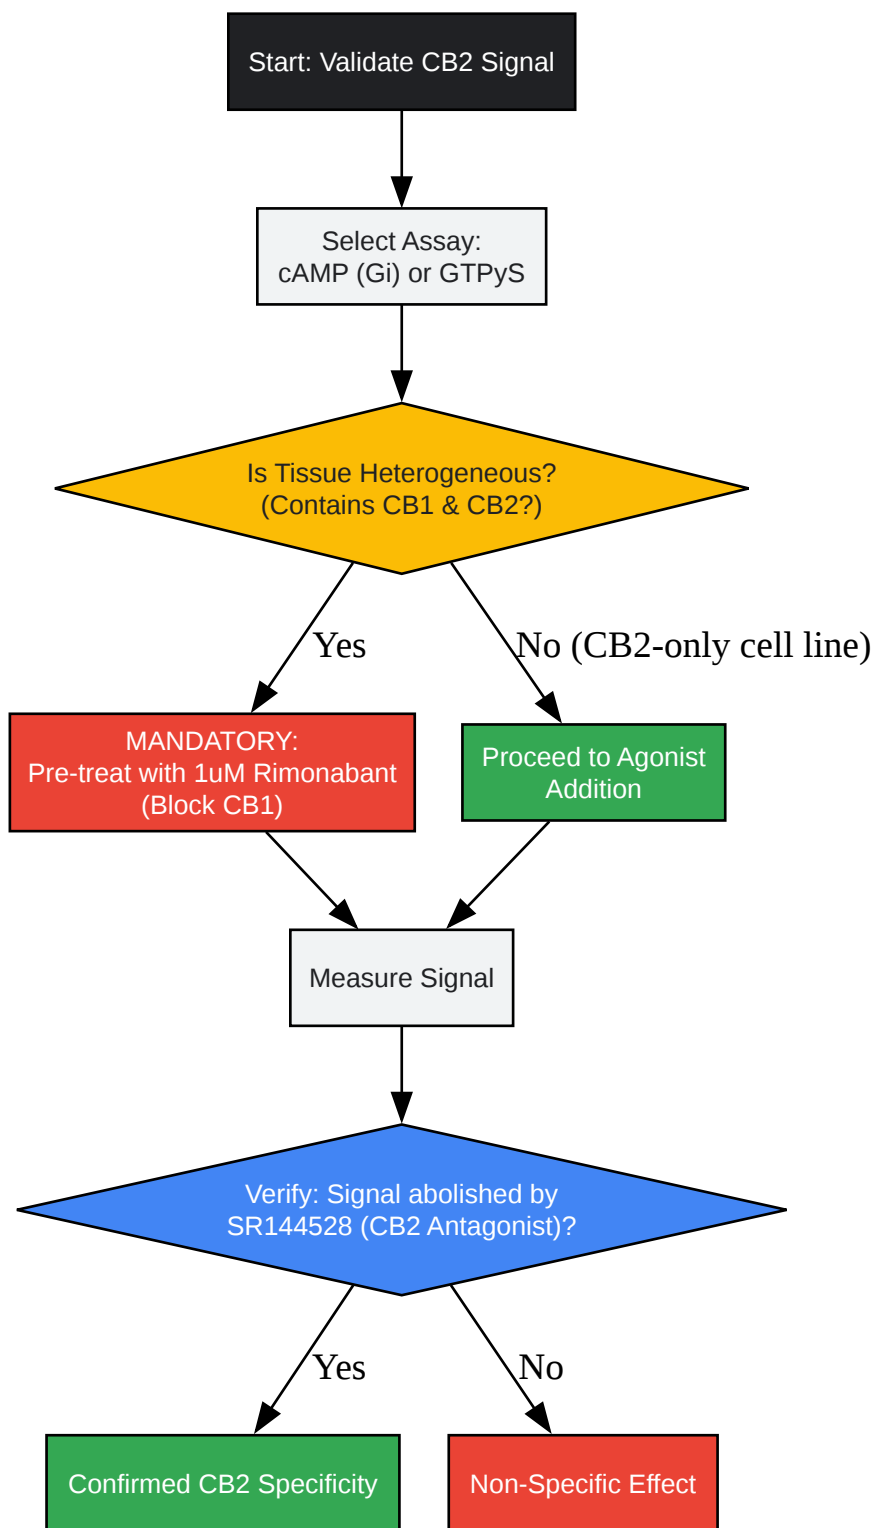 Start: Validate CB2 Signal
Select Assay:
cAMP (Gi) or GTPyS
Is Tissue Heterogeneous?
(Contains CB1 & CB2?)
Yes
No (CB2-only cell line)
MANDATORY:
Pre-treat with 1uM Rimonabant
(Block CB1)
Proceed to Agonist
Addition
Measure Signal
Verify: Signal abolished by
SR144528 (CB2 Antagonist)?
Yes
No
Confirmed CB2 Specificity
Non-Specific Effect